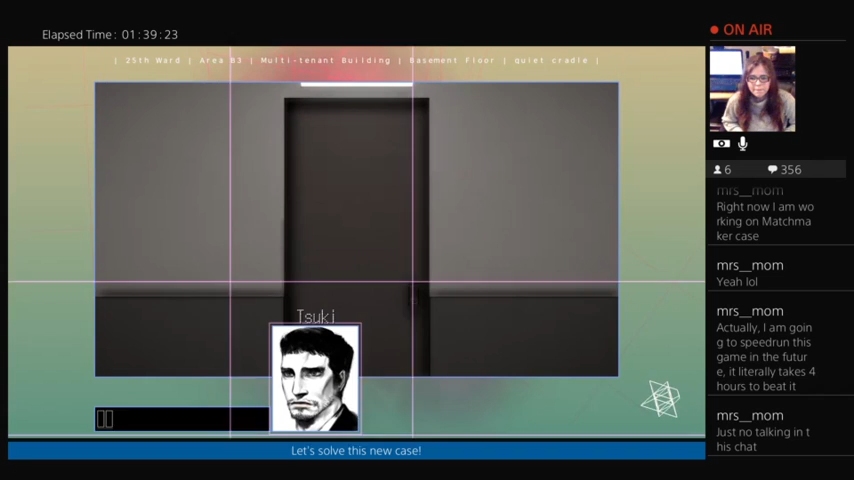 Elapsed Time: 01:39:23
ON AIR
| 25th Ward | Area B3 | Multi-tenant Building | Basement Floor | quiet cradle |
6
356
mrs__mom
Right now I am wo
rking on Matchma
ker case
mrs__mom
Yeah lol
mrs__mom
Actually, I am goin
g to speedrun this
game in the futur
e, it literally takes 4
hours to beat it
mrs__mom
Just no talking in t
his chat
Tsuki
Let's solve this new case!